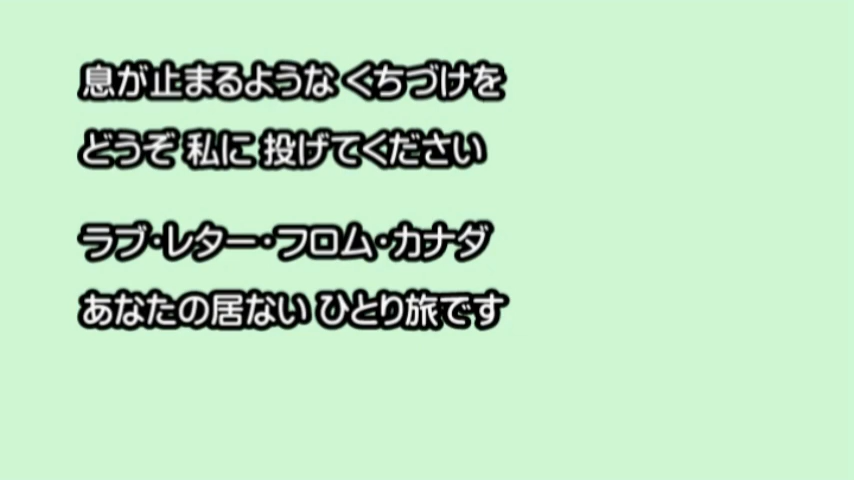 息が止まるような くちづけを
どうぞ 私に 投げてください
ラブ・レター・フロム・カナダ
あなたの居ない ひとり旅です